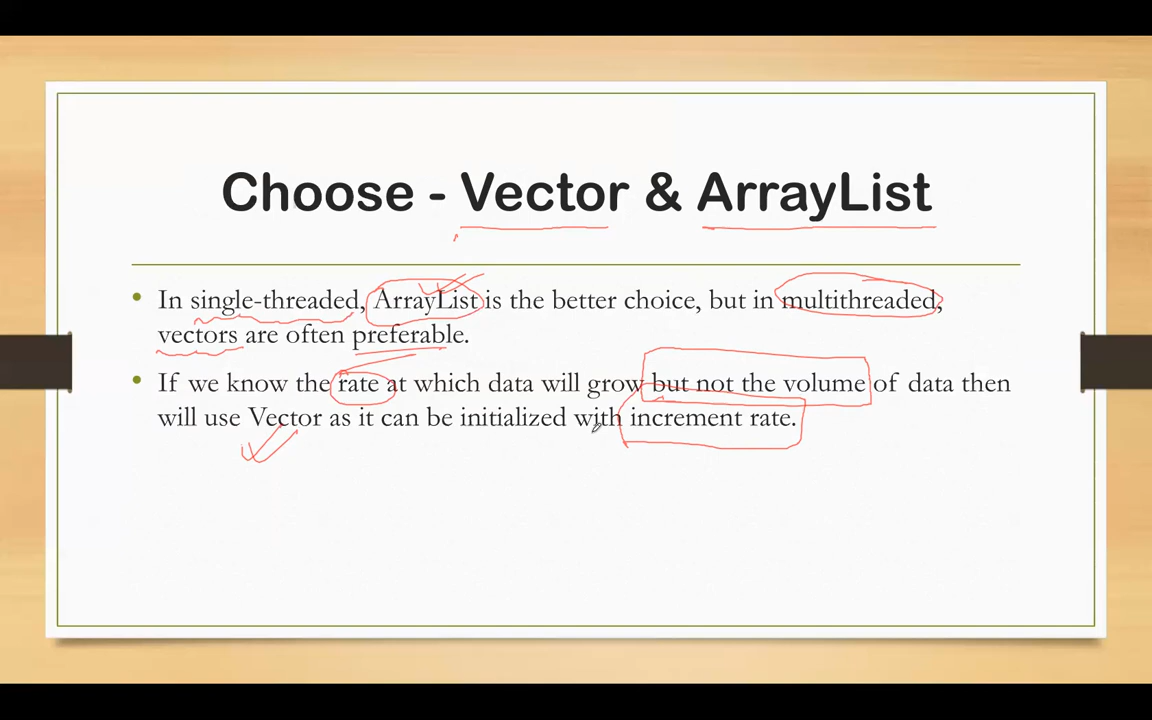 Choose - Vector & ArrayList
• In single-threaded, ArrayList is the better choice, but in multithreaded,
vectors are often preferable.
• If we know the rate at which data will grow but not the volume of data then
will use Vector as it can be initialized with increment rate.